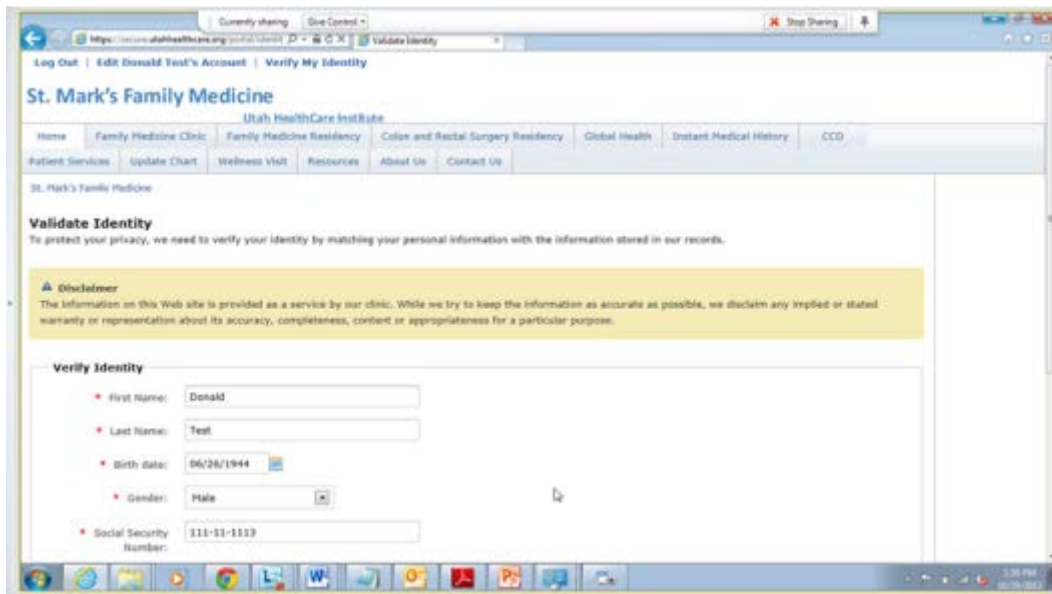 Currently sharing Give Control Stop Sharing
https://secure.utahhealthcare.org/portal/identi Validate Identity
Log Out | Edit Donald Test's Account | Verify My Identity
St. Mark's Family Medicine
Utah HealthCare Institute
Home Family Medicine Clinic Family Medicine Residency Colon and Rectal Surgery Residency Global Health Instant Medical History CCD
Patient Services Update Chart Wellness Visit Resources About Us Contact Us
St. Mark's Family Medicine
Validate Identity
To protect your privacy, we need to verify your identity by matching your personal information with the information stored in our records.
Disclaimer
The information on this Web site is provided as a service by our clinic. While we try to keep the information as accurate as possible, we disclaim any implied or stated
warranty or representation about its accuracy, completeness, content or appropriateness for a particular purpose.
Verify Identity
* First Name: Donald
* Last Name: Test
* Birth date: 06/26/1944
* Gender: Male
* Social Security 111-11-1113
Number: